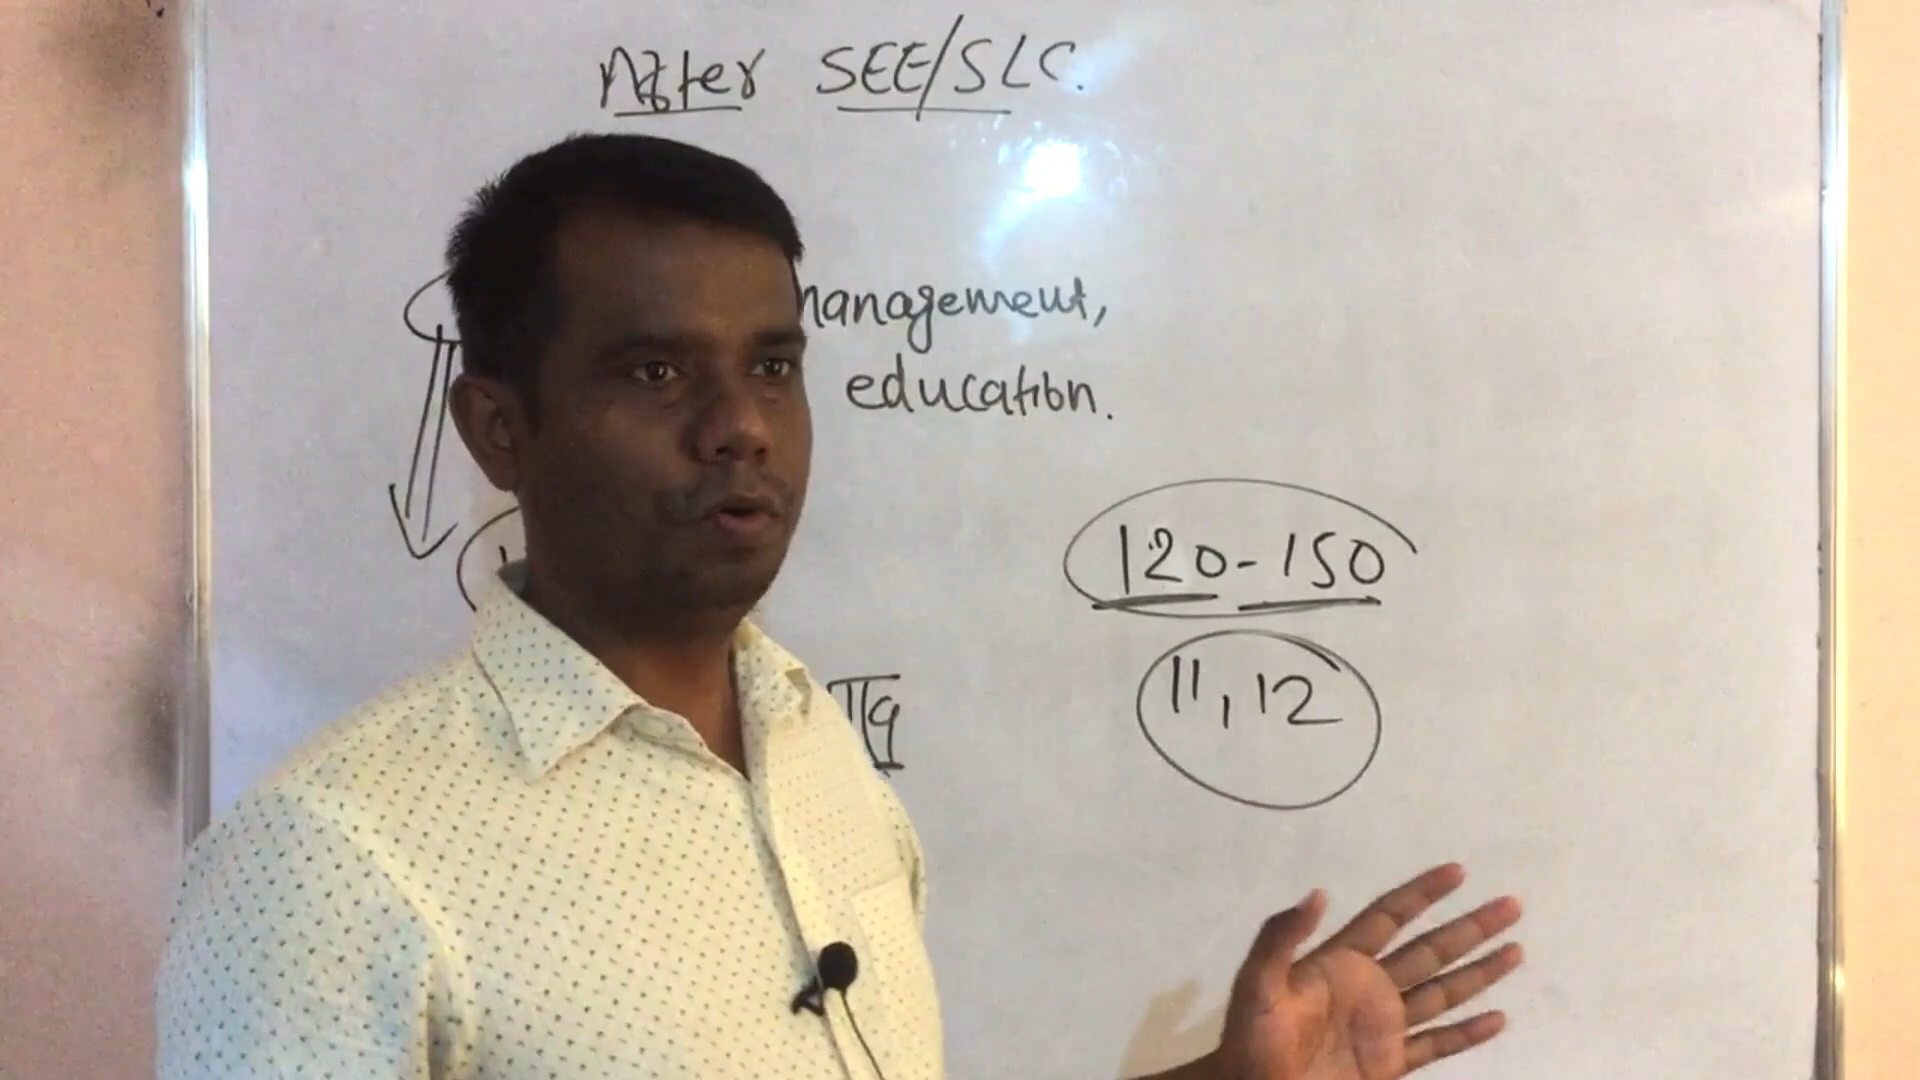 After SEE/SLC.
management,
education.
120-150
11, 12